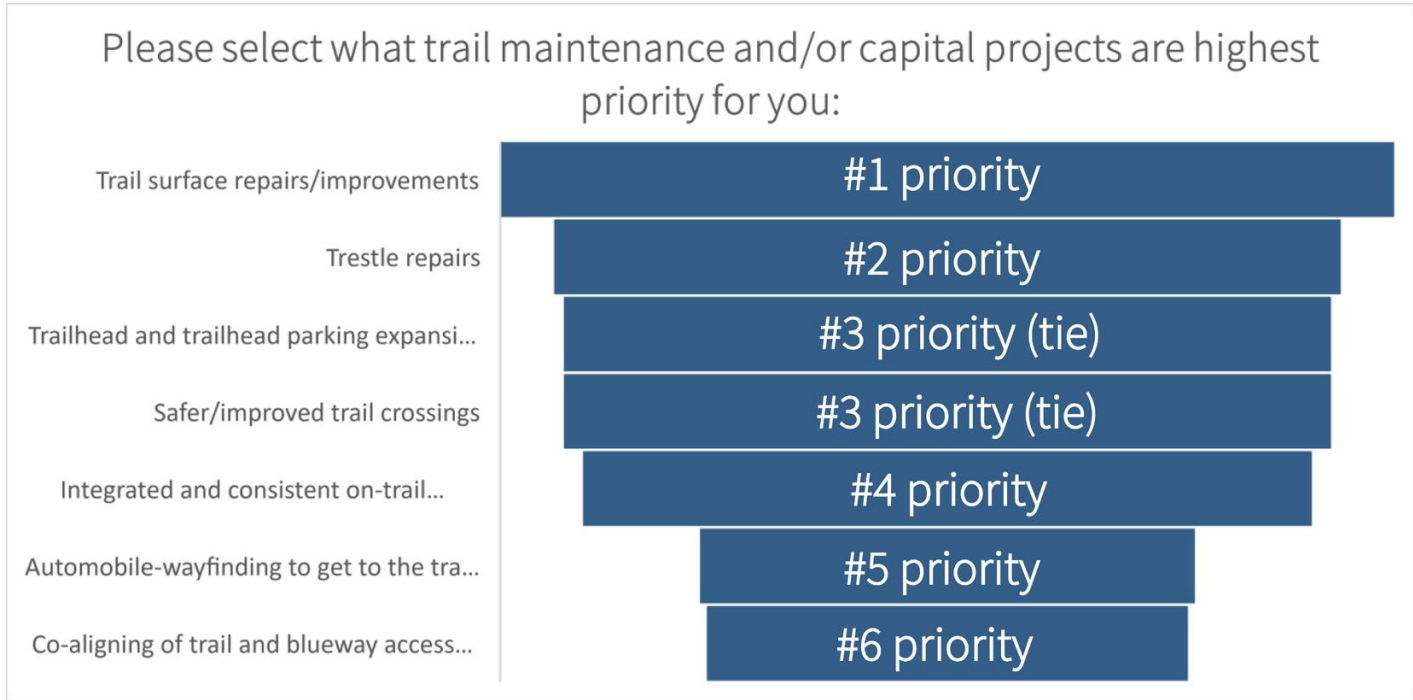 Please select what trail maintenance and/or capital projects are highest
priority for you:
Trail surface repairs/improvements
#1 priority
Trestle repairs
#2 priority
Trailhead and trailhead parking expansi...
#3 priority (tie)
Safer/improved trail crossings
#3 priority (tie)
Integrated and consistent on-trail...
#4 priority
Automobile-wayfinding to get to the tra...
#5 priority
Co-aligning of trail and blueway access...
#6 priority